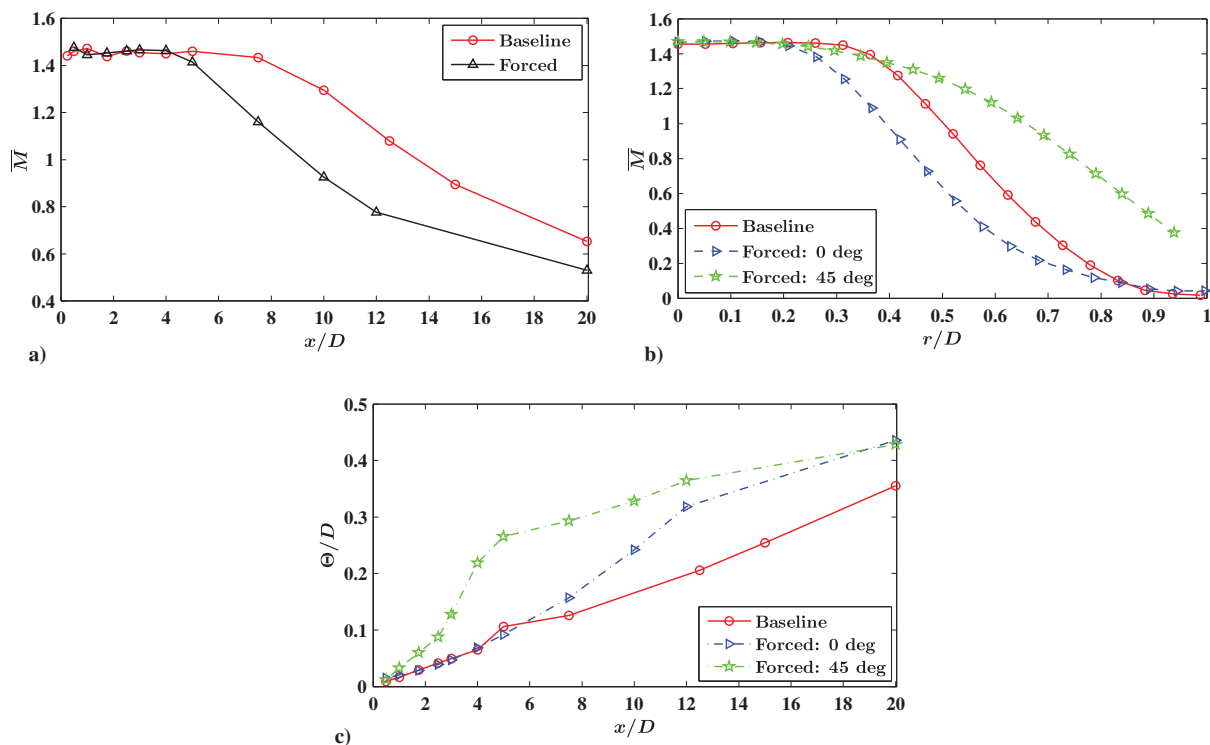 1.6
1.4
1.2
1
0.8
0.6
0.4
M̅
0 2 4 6 8 10 12 14 16 18 20
x/D
Baseline
Forced
a)
1.6
1.4
1.2
1
0.8
0.6
0.4
0.2
0
M̅
0 0.1 0.2 0.3 0.4 0.5 0.6 0.7 0.8 0.9 1
r/D
Baseline
Forced: 0 deg
Forced: 45 deg
b)
0.5
0.4
0.3
0.2
0.1
0
Θ/D
0 2 4 6 8 10 12 14 16 18 20
x/D
Baseline
Forced: 0 deg
Forced: 45 deg
c)